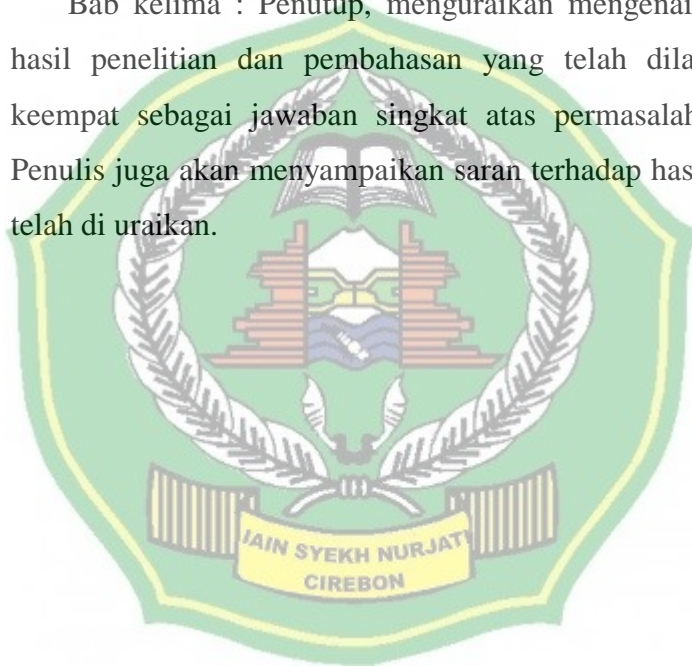 Bab kelima : Penutup, menguraikan mengenai
hasil penelitian dan pembahasan yang telah dila
keempat sebagai jawaban singkat atas permasalah
Penulis juga akan menyampaikan saran terhadap has
telah di uraikan.
IAIN SYEKH NURJATI
CIREBON